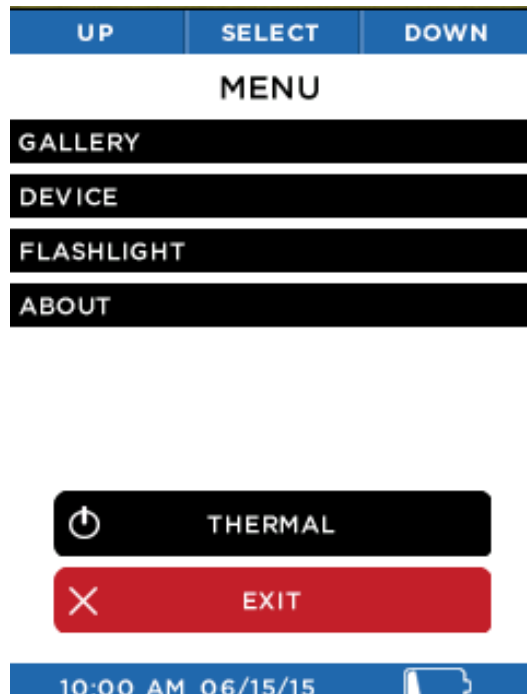 UP SELECT DOWN
MENU
GALLERY
DEVICE
FLASHLIGHT
ABOUT
THERMAL
EXIT
10:00 AM 06/15/15